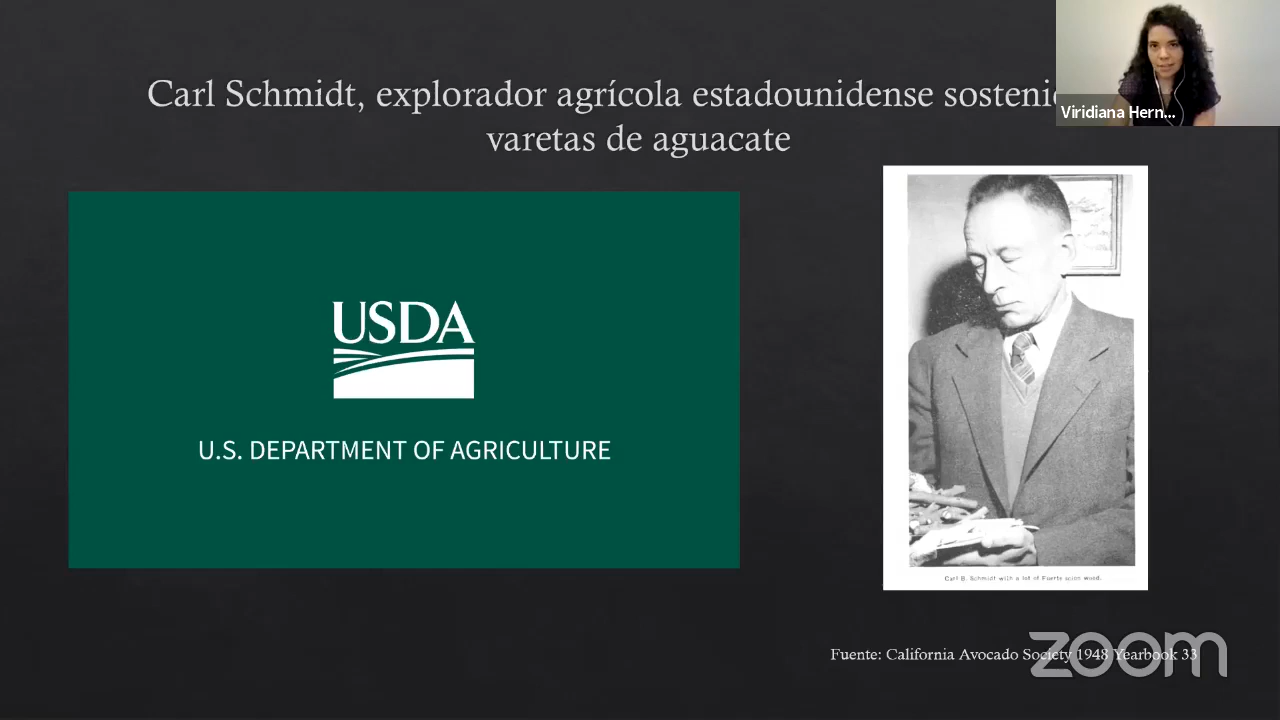 Carl Schmidt, explorador agrícola estadounidense
varetas de aguacate
Viridiana Hern...
USDA
U.S. DEPARTMENT OF AGRICULTURE
Carl B. Schmidt with a lot of Fuerte scion wood.
Fuente: California Avocado Society 1948 Yearbook 33
zoom